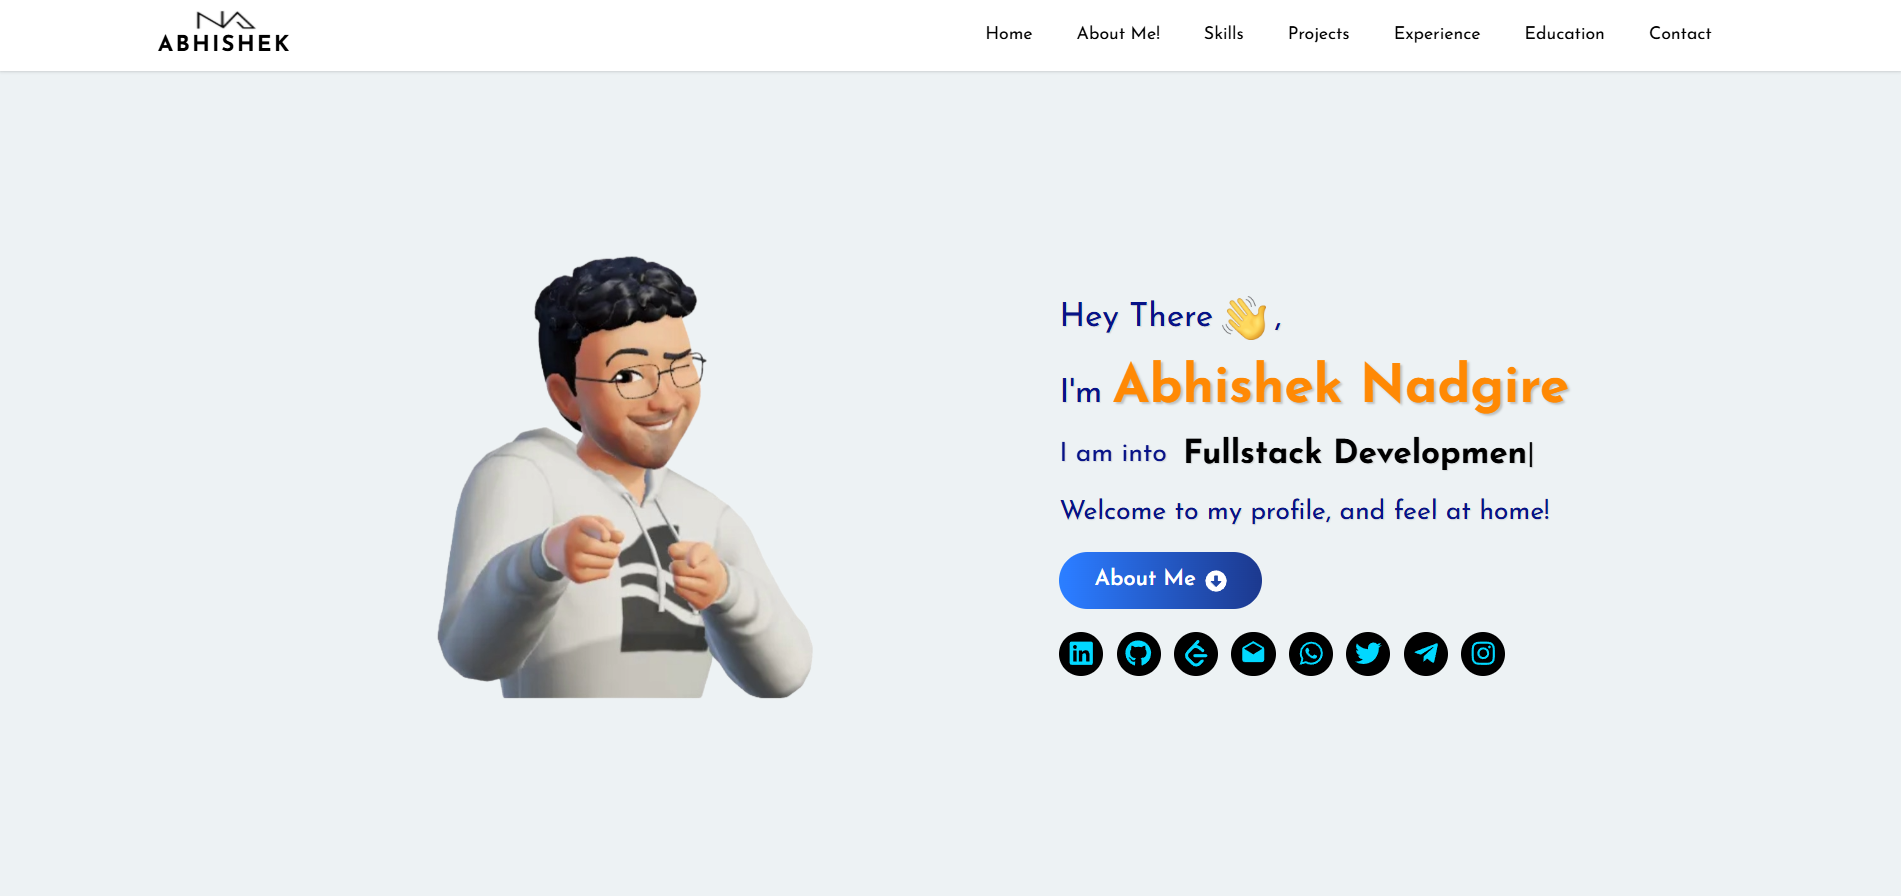 ABHISHEK
Home About Me! Skills Projects Experience Education Contact
Hey There 👋,
I'm Abhishek Nadgire
I am into Fullstack Developmen|
Welcome to my profile, and feel at home!
About Me